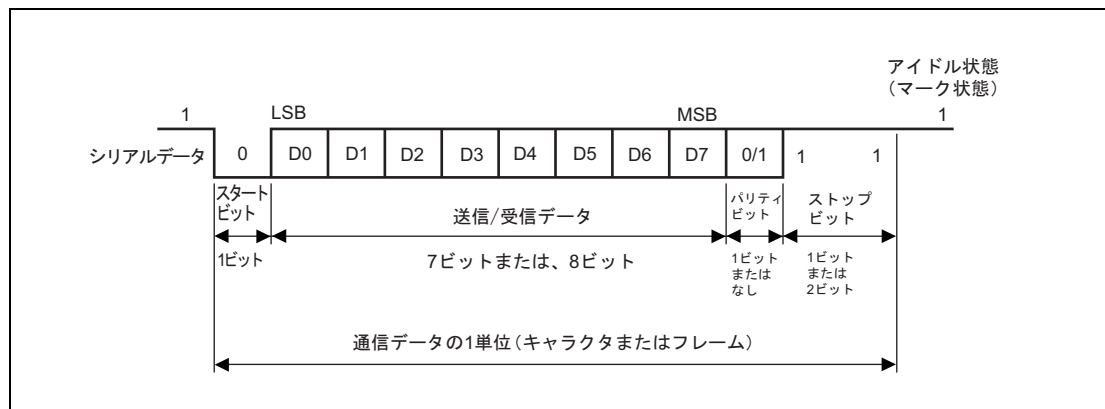 アイドル状態
(マーク状態)
1 LSB MSB 1
シリアルデータ 0 D0 D1 D2 D3 D4 D5 D6 D7 0/1 1 1
スタート
ビット
送信/受信データ
パリティ
ビット
ストップ
ビット
1ビット
7ビットまたは、8ビット
1ビット
または
なし
1ビット
または
2ビット
通信データの1単位(キャラクタまたはフレーム)